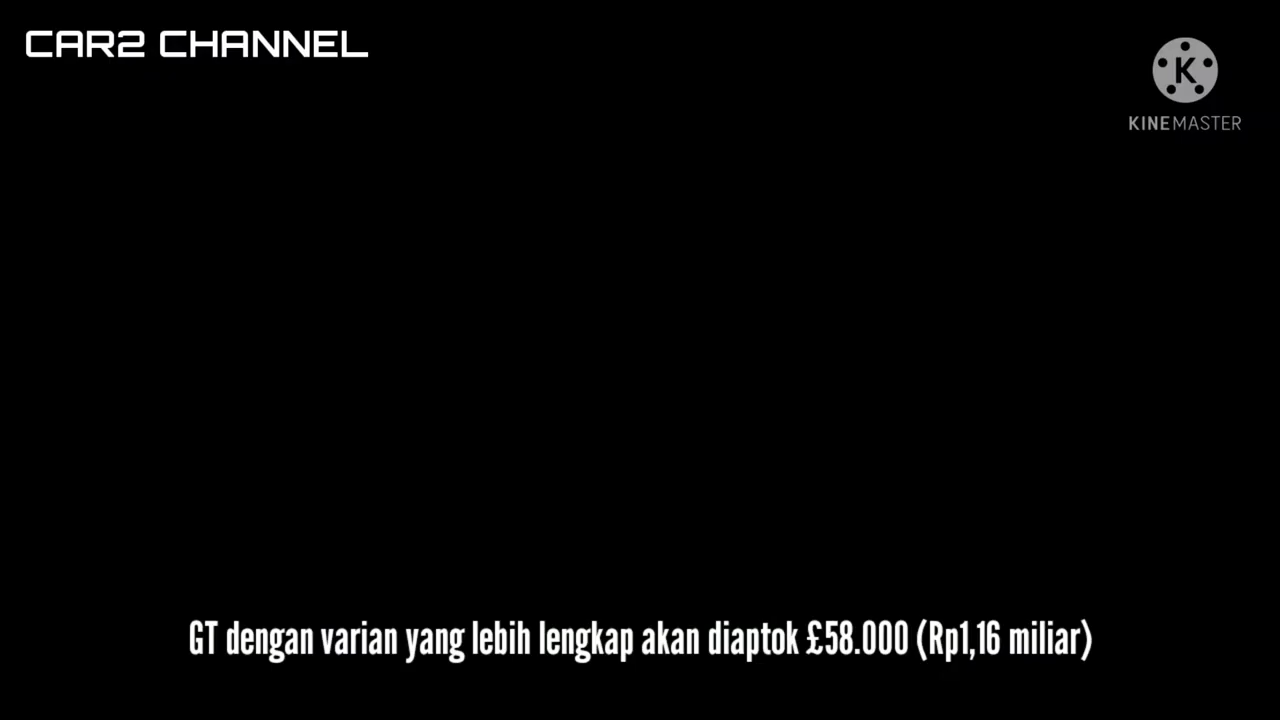 CAR2 CHANNEL
K
KINEMASTER
GT dengan varian yang lebih lengkap akan diaptok £58.000 (Rp1,16 miliar)